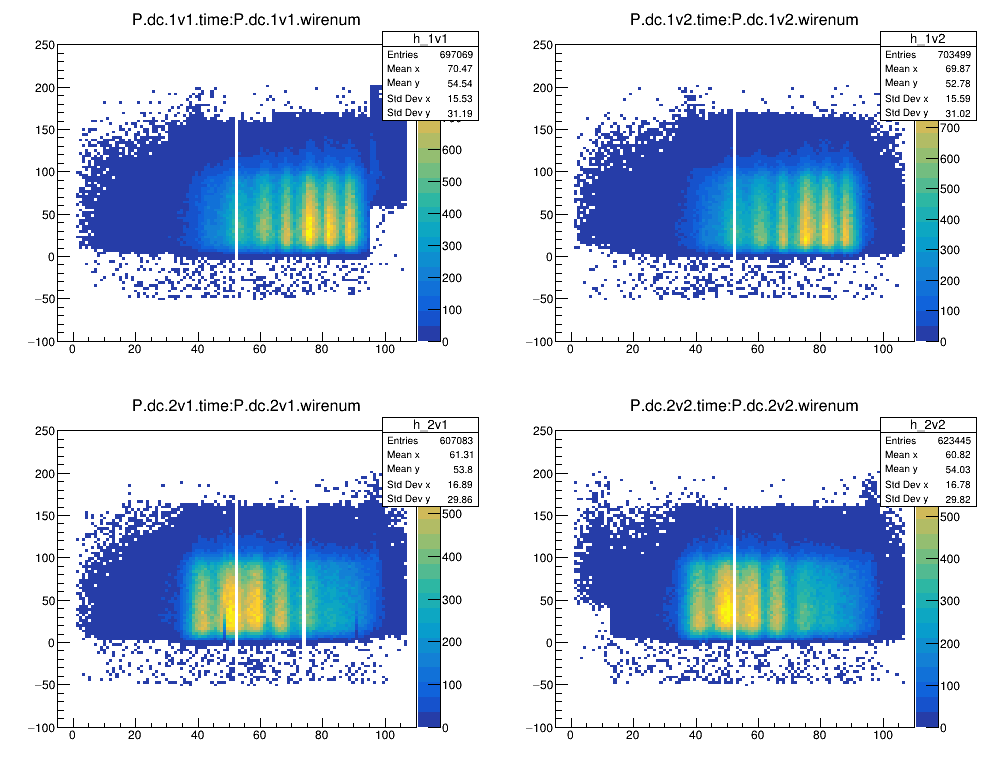 P.dc.1v1.time:P.dc.1v1.wirenum
h_1v1
Entries 697069
Mean x 70.47
Mean y 54.54
Std Dev x 15.53
Std Dev y 31.19
250
200
150
100
50
0
−50
−100
0 20 40 60 80 100
600
500
400
300
200
100
0
P.dc.1v2.time:P.dc.1v2.wirenum
h_1v2
Entries 703499
Mean x 69.87
Mean y 52.78
Std Dev x 15.59
Std Dev y 31.02
250
200
150
100
50
0
−50
−100
0 20 40 60 80 100
700
600
500
400
300
200
100
0
P.dc.2v1.time:P.dc.2v1.wirenum
h_2v1
Entries 607083
Mean x 61.31
Mean y 53.8
Std Dev x 16.89
Std Dev y 29.86
250
200
150
100
50
0
−50
−100
0 20 40 60 80 100
500
400
300
200
100
0
P.dc.2v2.time:P.dc.2v2.wirenum
h_2v2
Entries 623445
Mean x 60.82
Mean y 54.03
Std Dev x 16.78
Std Dev y 29.82
250
200
150
100
50
0
−50
−100
0 20 40 60 80 100
500
400
300
200
100
0